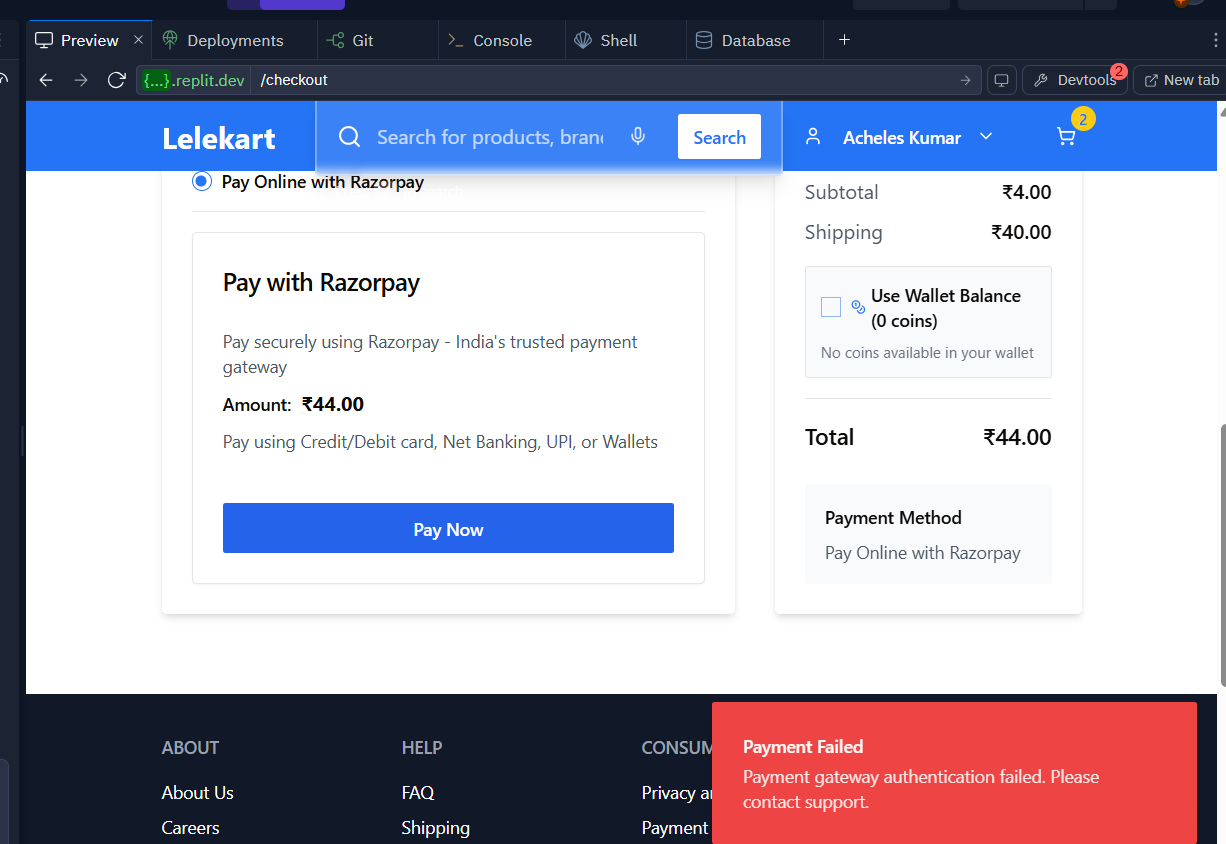 Preview
Deployments
Git
Console
Shell
Database
{...}.replit.dev
/checkout
Devtools
2
New tab
Lelekart
Search for products, branc
Search
Acheles Kumar
2
Pay Online with Razorpay
Pay with Razorpay
Pay securely using Razorpay - India's trusted payment
gateway
Amount: ₹44.00
Pay using Credit/Debit card, Net Banking, UPI, or Wallets
Pay Now
Subtotal ₹4.00
Shipping ₹40.00
Use Wallet Balance
(0 coins)
No coins available in your wallet
Total ₹44.00
Payment Method
Pay Online with Razorpay
ABOUT
About Us
Careers
HELP
FAQ
Shipping
CONSUM
Privacy a
Payment
Payment Failed
Payment gateway authentication failed. Please
contact support.